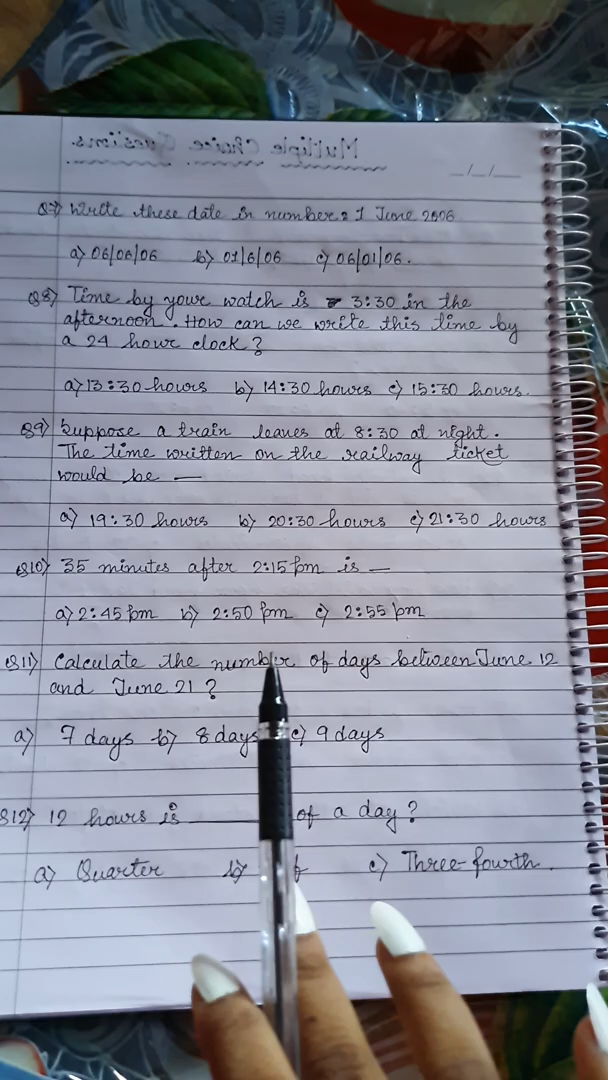 Multiple Choice Questions.
_/_/_
Q7) Write these date in number: 1 June 2006
a) 06/06/06 b) 01/6/06 c) 06/01/06.
Q8) Time by your watch is 3:30 in the
afternoon. How can we write this time by
a 24 hour clock?
a) 13:30 hours b) 14:30 hours c) 15:30 hours.
Q9) Suppose a train leaves at 8:30 at night.
The time written on the railway ticket
would be —
a) 19:30 hours b) 20:30 hours c) 21:30 hours
Q10) 35 minutes after 2:15 pm is —
a) 2:45 pm b) 2:50 pm c) 2:55 pm
Q11) Calculate the number of days between June 12
and June 21?
a) 7 days b) 8 days c) 9 days
Q12) 12 hours is ______ of a day?
a) Quarter b) c) Three-fourth.